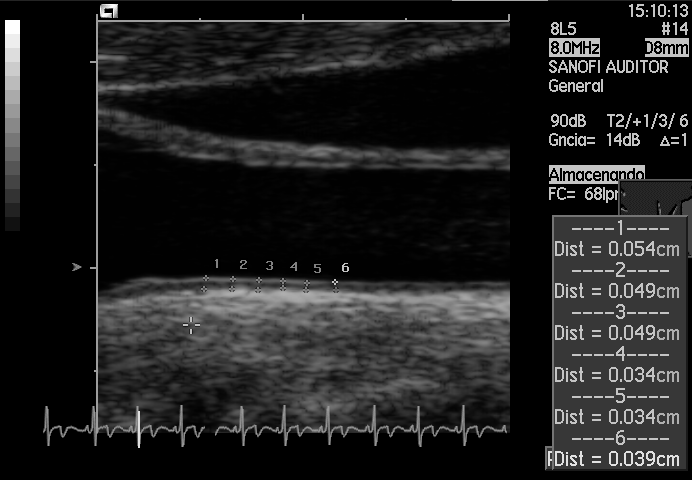 15:10:13
8L5 #14
8.0MHz D8mm
SANOFI AUDITOR
General
90dB T2/+1/3/ 6
Gncia= 14dB Δ=1
Almacenando
FC= 68lpm
1 2 3 4 5 6
----1----
Dist = 0.054cm
----2----
Dist = 0.049cm
----3----
Dist = 0.049cm
----4----
Dist = 0.034cm
----5----
Dist = 0.034cm
----6----
Dist = 0.039cm